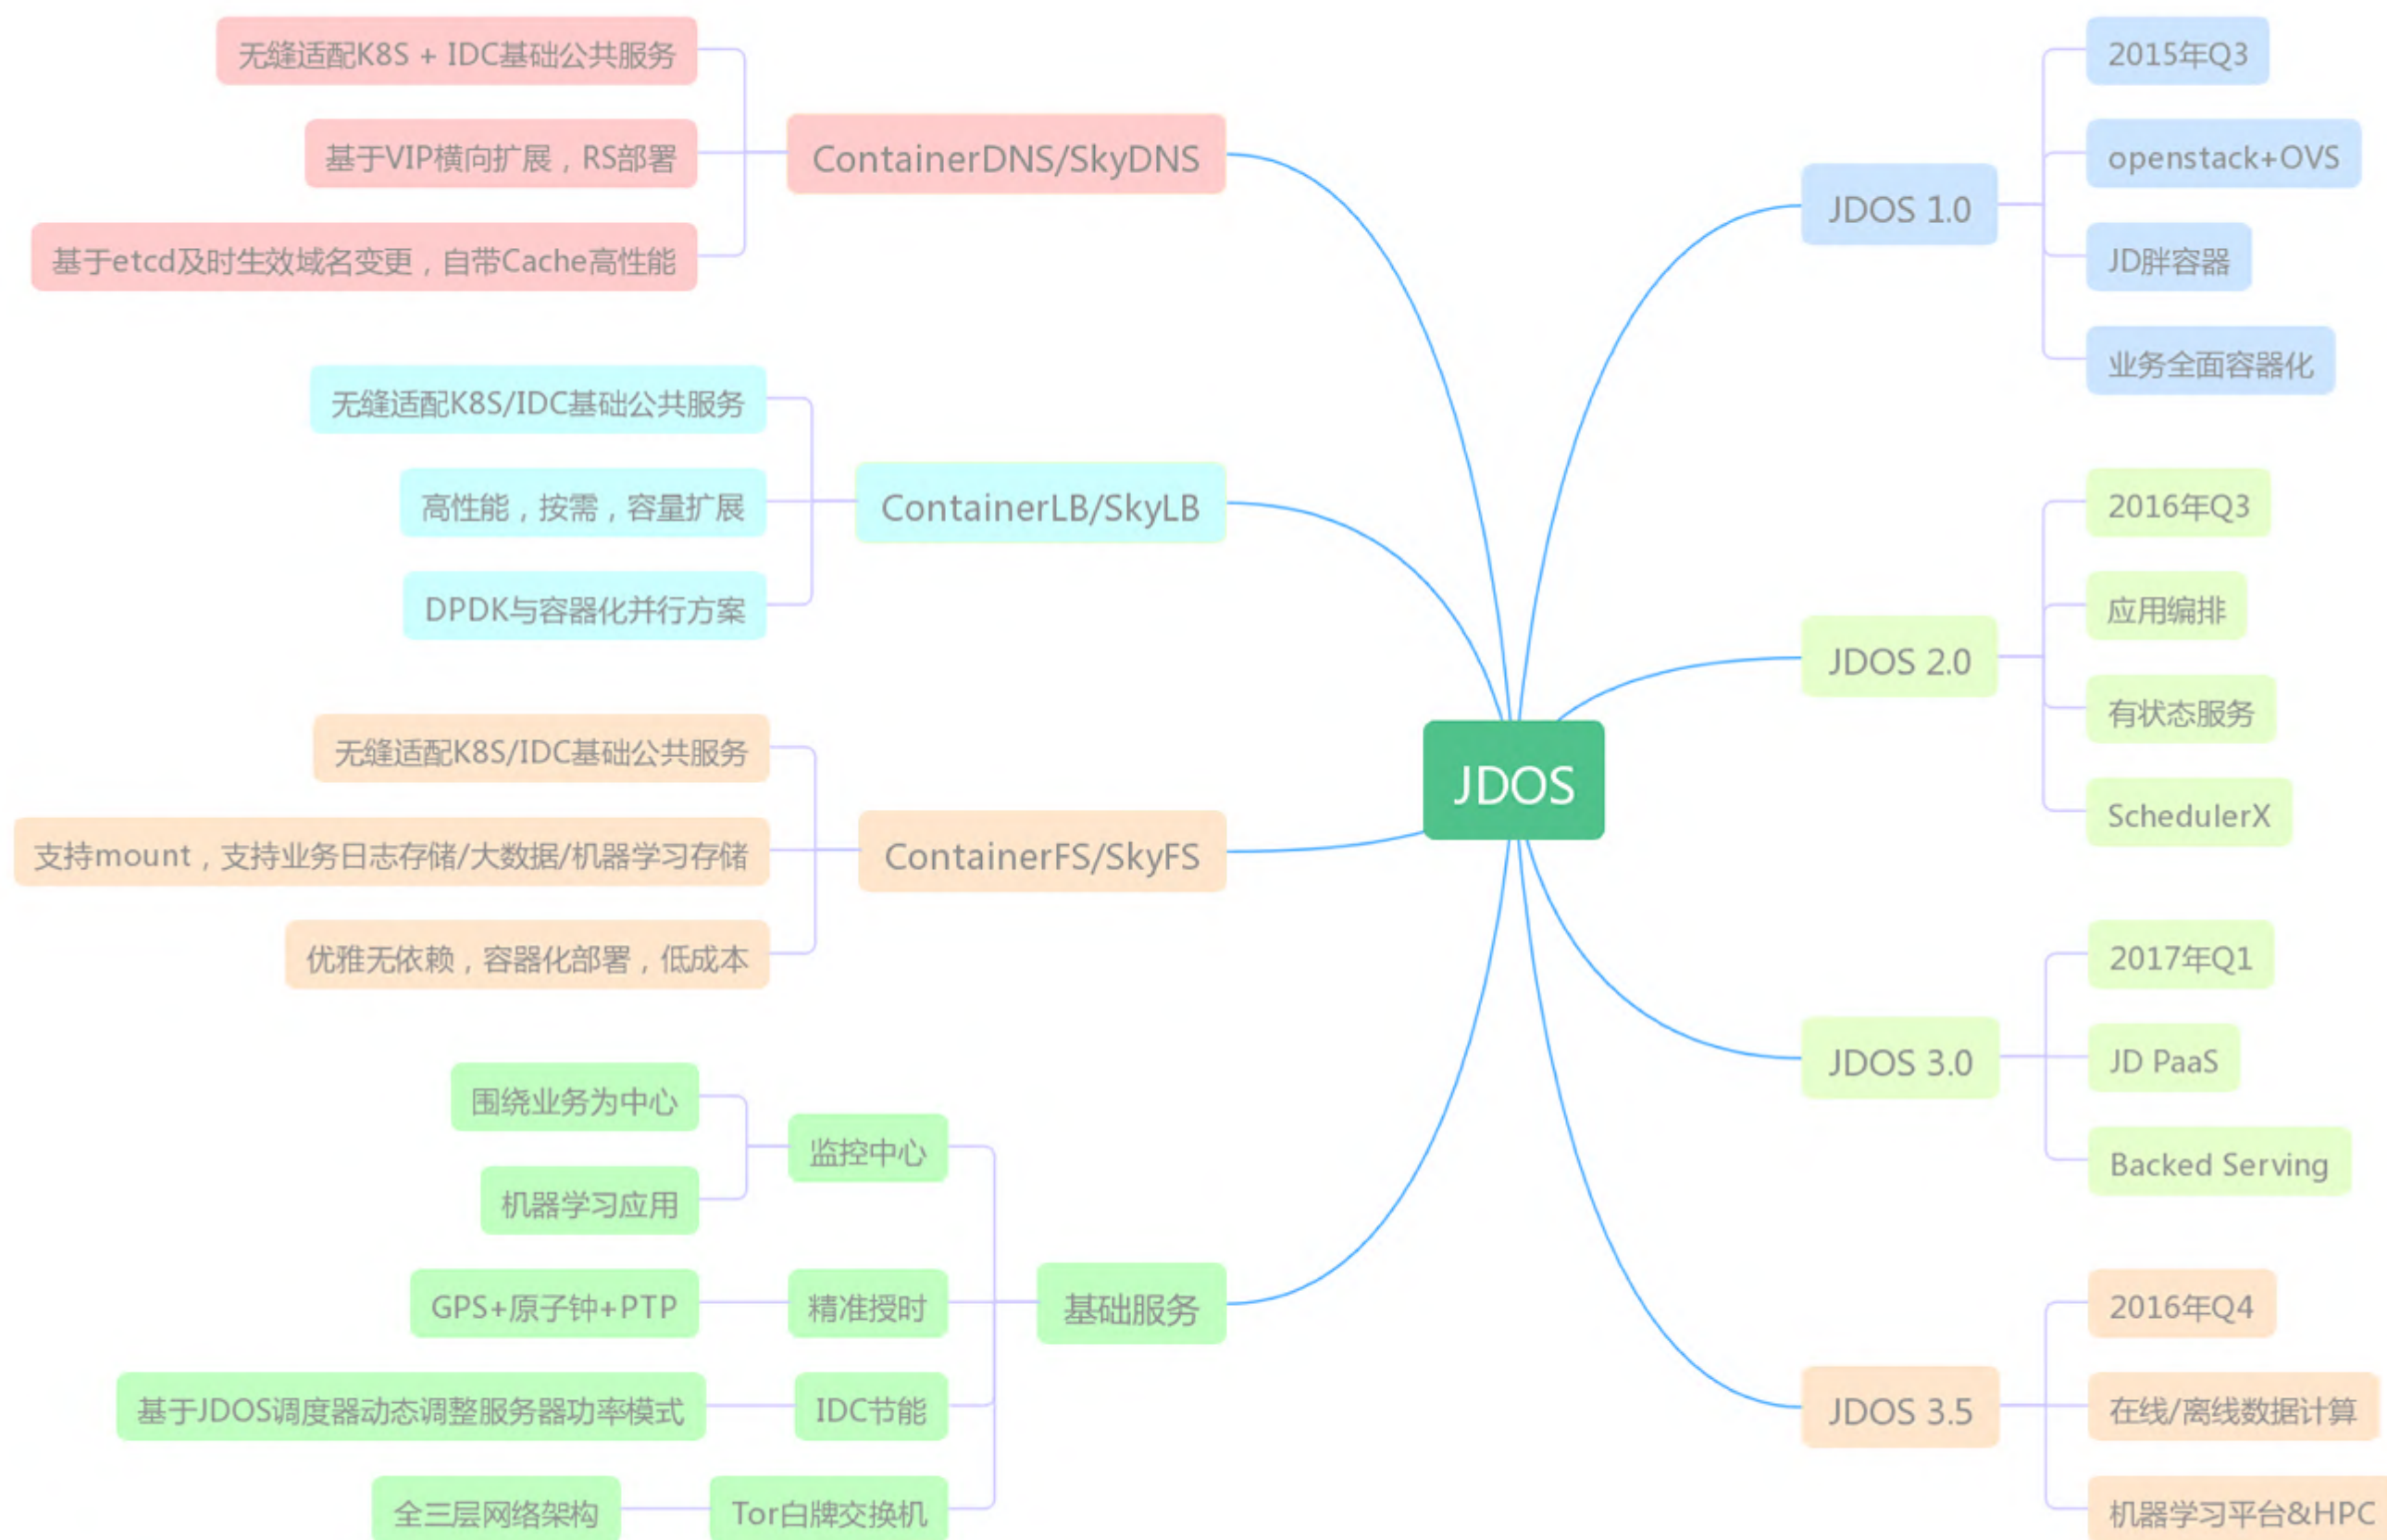 JDOS
ContainerDNS/SkyDNS
无缝适配K8S + IDC基础公共服务
基于VIP横向扩展，RS部署
基于etcd及时生效域名变更，自带Cache高性能
ContainerLB/SkyLB
无缝适配K8S/IDC基础公共服务
高性能，按需，容量扩展
DPDK与容器化并行方案
ContainerFS/SkyFS
无缝适配K8S/IDC基础公共服务
支持mount，支持业务日志存储/大数据/机器学习存储
优雅无依赖，容器化部署，低成本
基础服务
监控中心
围绕业务为中心
机器学习应用
精准授时
GPS+原子钟+PTP
IDC节能
基于JDOS调度器动态调整服务器功率模式
Tor白牌交换机
全三层网络架构
JDOS 1.0
2015年Q3
openstack+OVS
JD胖容器
业务全面容器化
JDOS 2.0
2016年Q3
应用编排
有状态服务
SchedulerX
JDOS 3.0
2017年Q1
JD PaaS
Backed Serving
JDOS 3.5
2016年Q4
在线/离线数据计算
机器学习平台&HPC